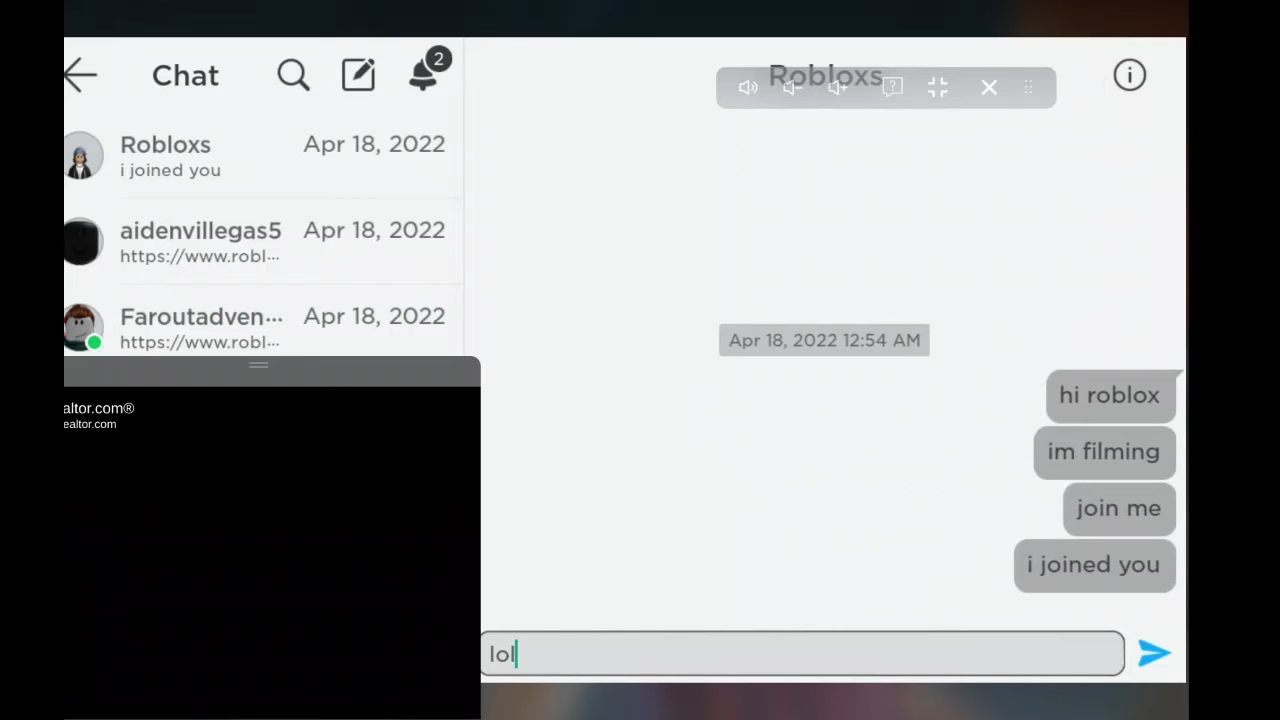 Chat
2
Robloxs
Apr 18, 2022
i joined you
aidenvillegas5
Apr 18, 2022
https://www.robl...
Faroutadven...
Apr 18, 2022
https://www.robl...
altor.com®
ealtor.com
Robloxs
Apr 18, 2022 12:54 AM
hi roblox
im filming
join me
i joined you
lol